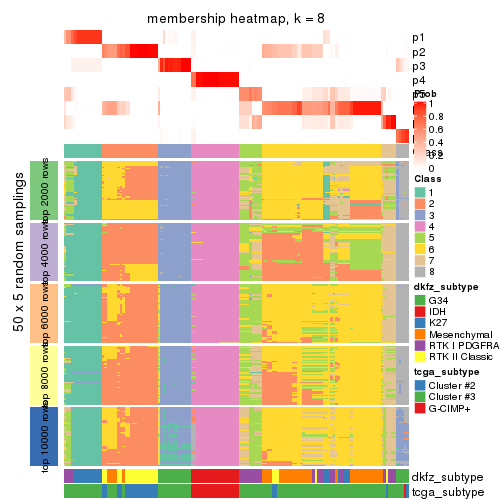 membership heatmap, k = 8
p1
p2
p3
p4
Prob
1
0.8
0.6
0.4
0.2
0
Class
1
2
3
4
5
6
7
8
dkfz_subtype
G34
IDH
K27
Mesenchymal
RTK I PDGFRA
RTK II Classic
tcga_subtype
Cluster #2
Cluster #3
G-CIMP+
50 x 5 random samplings
top 2000 rows
top 4000 rows
top 6000 rows
top 8000 rows
top 10000 rows
dkfz_subtype
tcga_subtype